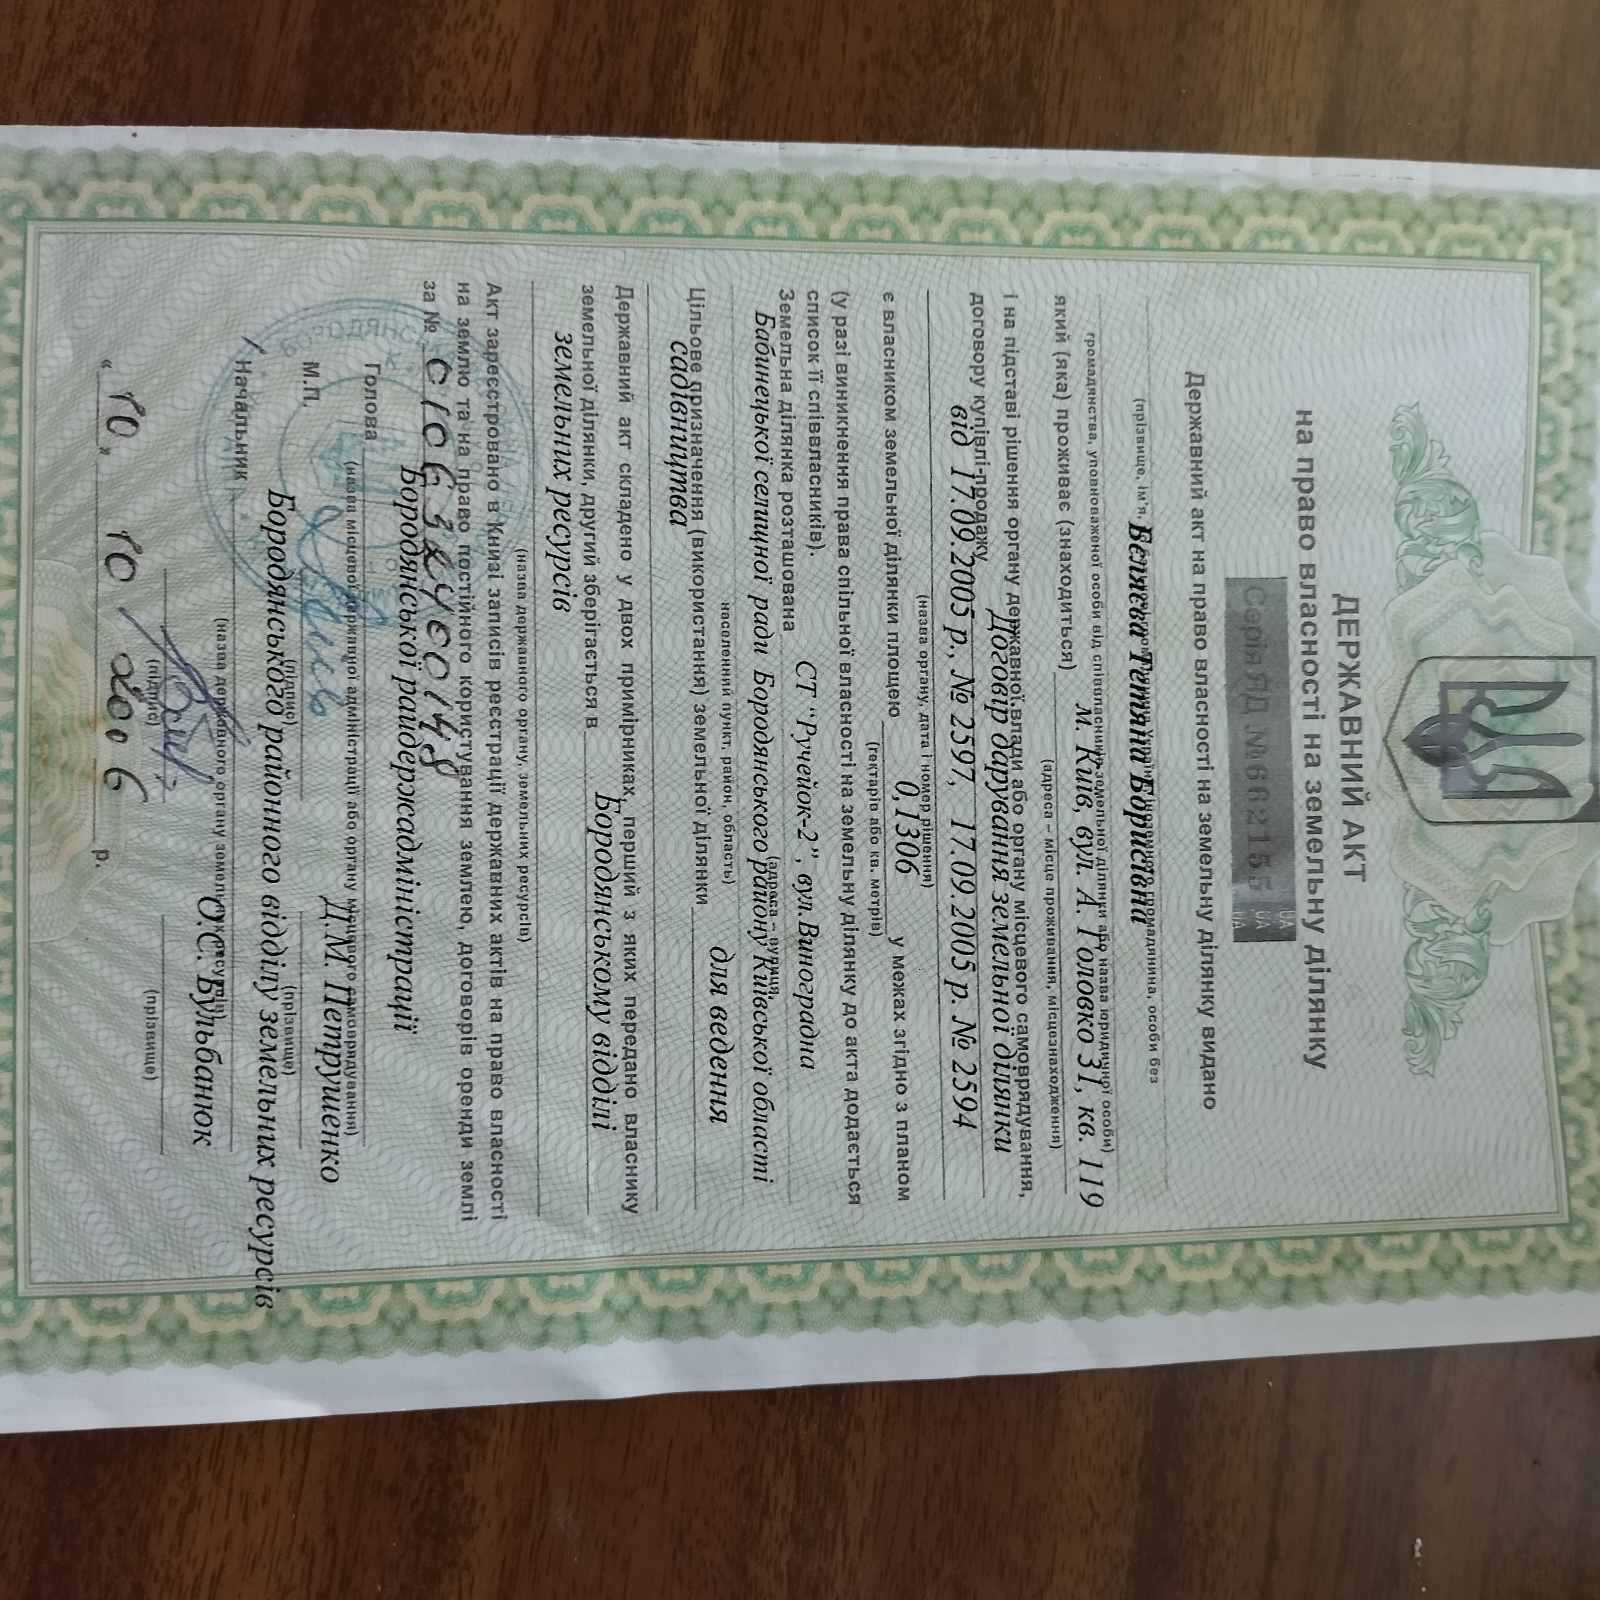 ДЕРЖАВНИЙ АКТ
на право власності на земельну ділянку
Серія ЯД №662155
UA UA UA
Державний акт на право власності на земельну ділянку видано
Беляєва Тетяна Борисівна
(прізвище, ім'я, громадянина, особи без
громадянства, уповноваженої особи від співвласників земельної ділянки або назва юридичної особи)
який (яка) проживає (знаходиться) м. Київ, вул. А. Головко 31, кв. 119
(адреса – місце проживання, місцезнаходження)
і на підставі рішення органу державної влади або органу місцевого самоврядування,
договору купівлі-продажу Договір дарування земельної ділянки
від 17.09.2005 р., № 2597, 17.09.2005 р. № 2594
(назва органу, дата і номер рішення)
є власником земельної ділянки площею 0,1306 у межах згідно з планом
(гектарів або кв. метрів)
(у разі виникнення права спільної власності на земельну ділянку до акта додається
список її співвласників).
Земельна ділянка розташована СТ "Ручейок-2", вул.Виноградна
(адреса – вулиця,
Бабинецької селищної ради Бородянського району Київської області
населений пункт, район, область)
Цільове призначення (використання) земельної ділянки для ведення
садівництва
Державний акт складено у двох примірниках, перший з яких передано власнику
земельної ділянки, другий зберігається в Бородянському відділі
земельних ресурсів
(назва державного органу, земельних ресурсів)
Акт зареєстровано в Книзі записів реєстрації державних актів на право власності
на землю та на право постійного користування землею, договорів оренди землі
за №
Бородянської райдержадміністрації
(назва місцевої державної адміністрації або органу місцевого самоврядування)
Голова Д.М. Петрушенко
М.П. (підпис) (прізвище)
Бородянського районного відділу земельних ресурсів
Начальник
(назва державного органу земельних ресурсів)
О.С. Бульбанюк
(підпис) (прізвище)
"10" 10 2006 р.